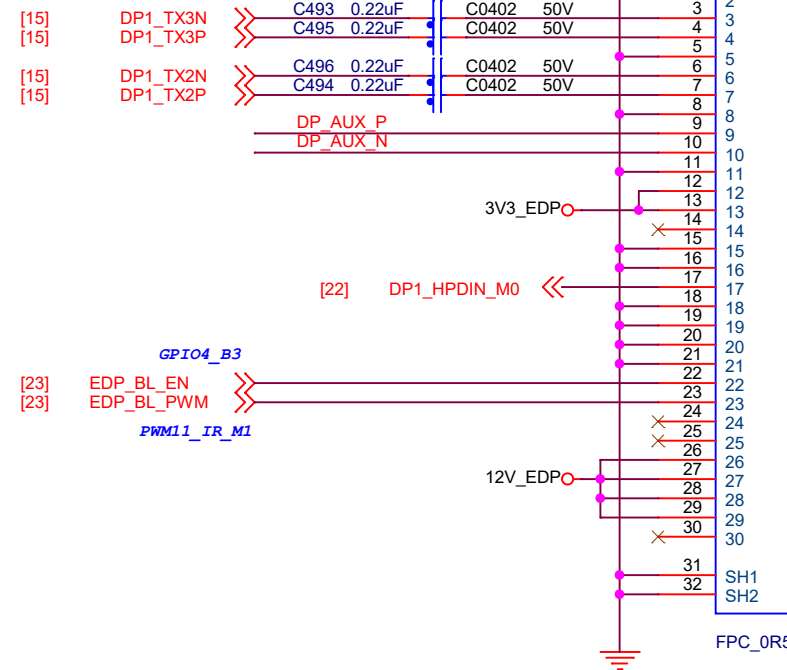 2
[15] DP1_TX3N C493 0.22uF C0402 50V 3 3
[15] DP1_TX3P C495 0.22uF C0402 50V 4 4
5 5
[15] DP1_TX2N C496 0.22uF C0402 50V 6 6
[15] DP1_TX2P C494 0.22uF C0402 50V 7 7
8 8
DP_AUX_P 9 9
DP_AUX_N 10 10
11 11
12 12
3V3_EDP 13 13
14 14
15 15
16 16
[22] DP1_HPDIN_M0 17 17
18 18
19 19
20 20
GPIO4_B3 21 21
[23] EDP_BL_EN 22 22
[23] EDP_BL_PWM 23 23
24 24
PWM11_IR_M1 25 25
26 26
12V_EDP 27 27
28 28
29 29
30 30
31 SH1
32 SH2
FPC_0R5